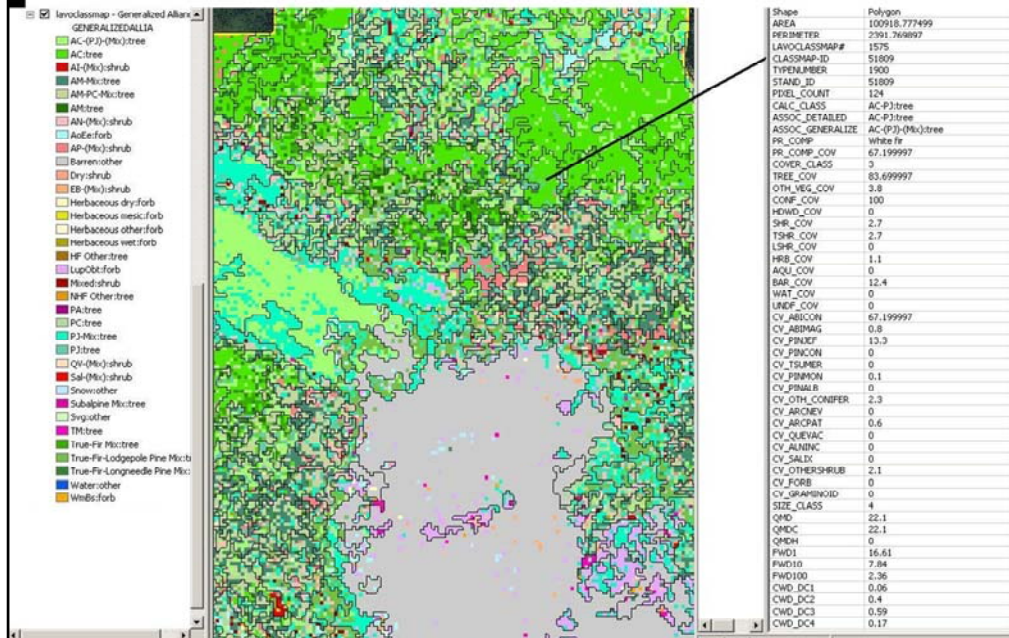 lavoclassmap - Generalized Allian
GENERALIZEDALLIA
AC-(PJ)-(Mix):tree
AC:tree
AI-(Mix):shrub
AM-Mix:tree
AM-PC-Mix:tree
AM:tree
AN-(Mix):shrub
AoEe:forb
AP-(Mix):shrub
Barren:other
Dry:shrub
EB-(Mix):shrub
Herbaceous dry:forb
Herbaceous mesic:forb
Herbaceous other:forb
Herbaceous wet:forb
HF Other:tree
LupObt:forb
Mixed:shrub
NHF Other:tree
PA:tree
PC:tree
PJ-Mix:tree
PJ:tree
QV-(Mix):shrub
Sal-(Mix):shrub
Snow:other
Subalpine Mix:tree
Svg:other
TM:tree
True-Fir Mix:tree
True-Fir-Lodgepole Pine Mix:t
True-Fir-Longneedle Pine Mix:
Water:other
WmBs:forb
Shape Polygon
AREA 100918.777499
PERIMETER 2391.769897
LAVOCLASSMAP# 1575
CLASSMAP-ID 51809
TYPENUMBER 1900
STAND_ID 51809
PIXEL_COUNT 124
CALC_CLASS AC-PJ:tree
ASSOC_DETAILED AC-PJ:tree
ASSOC_GENERALIZE AC-(PJ)-(Mix):tree
PR_COMP White fir
PR_COMP_COV 67.199997
COVER_CLASS 3
TREE_COV 83.699997
OTH_VEG_COV 3.8
CONF_COV 100
HDWD_COV 0
SHR_COV 2.7
TSHR_COV 2.7
LSHR_COV 0
HRB_COV 1.1
AQU_COV 0
BAR_COV 12.4
WAT_COV 0
UNDF_COV 0
CV_ABICON 67.199997
CV_ABIMAG 0.8
CV_PINJEF 13.3
CV_PINCON 0
CV_TSUMER 0
CV_PINMON 0.1
CV_PINALB 0
CV_OTH_CONIFER 2.3
CV_ARCNEV 0
CV_ARCPAT 0.6
CV_QUEVAC 0
CV_ALNINC 0
CV_SALIX 0
CV_OTHERSHRUB 2.1
CV_FORB 0
CV_GRAMINOID 0
SIZE_CLASS 4
QMD 22.1
QMDC 22.1
QMDH 0
FWD1 16.61
FWD10 7.84
FWD100 2.36
CWD_DC1 0.06
CWD_DC2 0.4
CWD_DC3 0.59
CWD_DC4 0.17